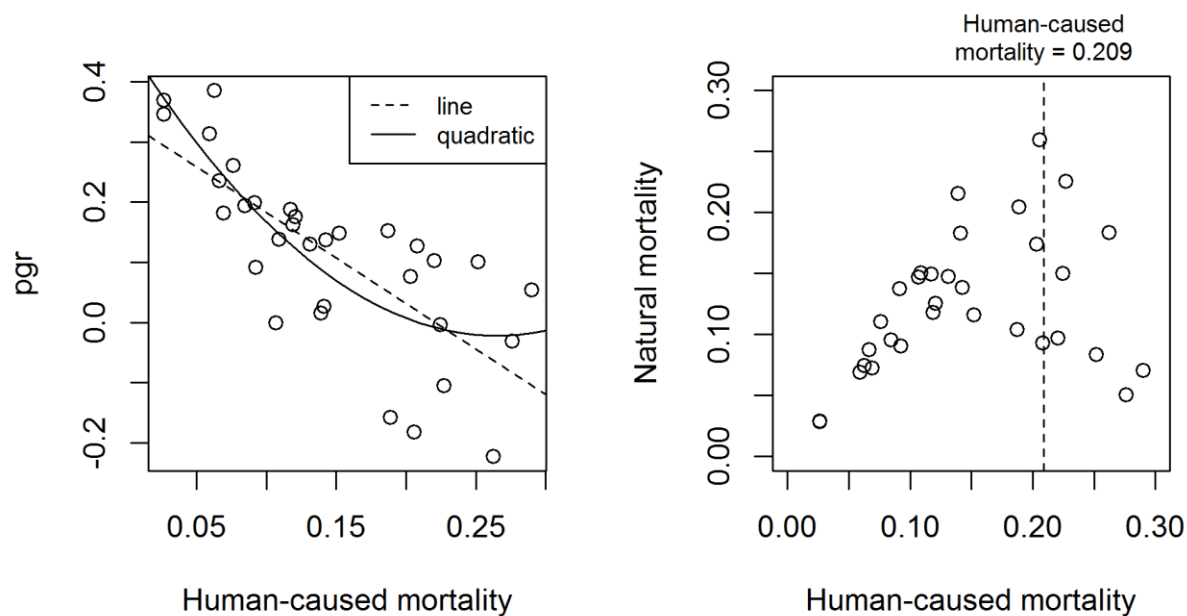 0.4
0.2
0.0
-0.2
pgr
line
quadratic
0.05
0.15
0.25
Human-caused mortality
Human-caused
mortality = 0.209
0.30
0.20
0.10
0.00
Natural mortality
0.00
0.10
0.20
0.30
Human-caused mortality